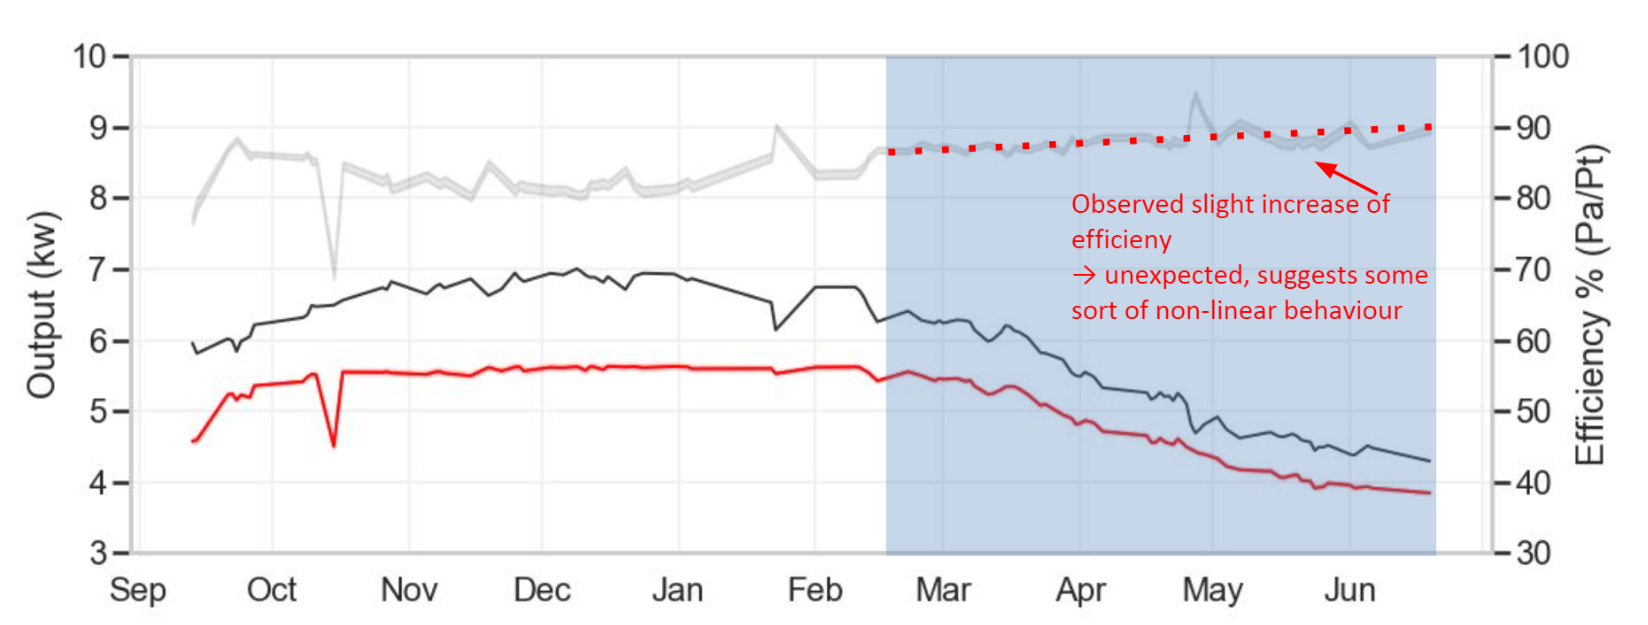 10
9
8
7
6
5
4
3
Output (kw)
100
90
80
70
60
50
40
30
Efficiency % (Pa/Pt)
Sep Oct Nov Dec Jan Feb Mar Apr May Jun
Observed slight increase of
efficieny
→ unexpected, suggests some
sort of non-linear behaviour